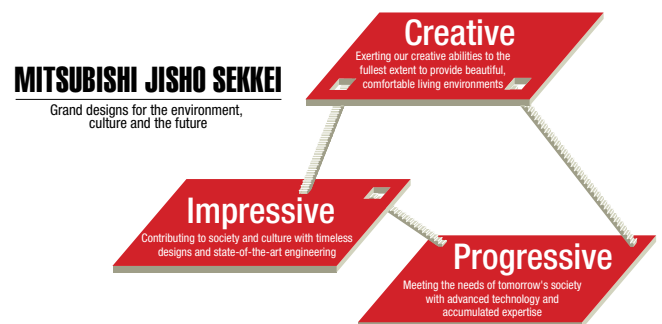 MITSUBISHI JISHO SEKKEI
Grand designs for the environment,
culture and the future
Creative
Exerting our creative abilities to the
fullest extent to provide beautiful,
comfortable living environments
Impressive
Contributing to society and culture with timeless
designs and state-of-the-art engineering
Progressive
Meeting the needs of tomorrow's society
with advanced technology and
accumulated expertise